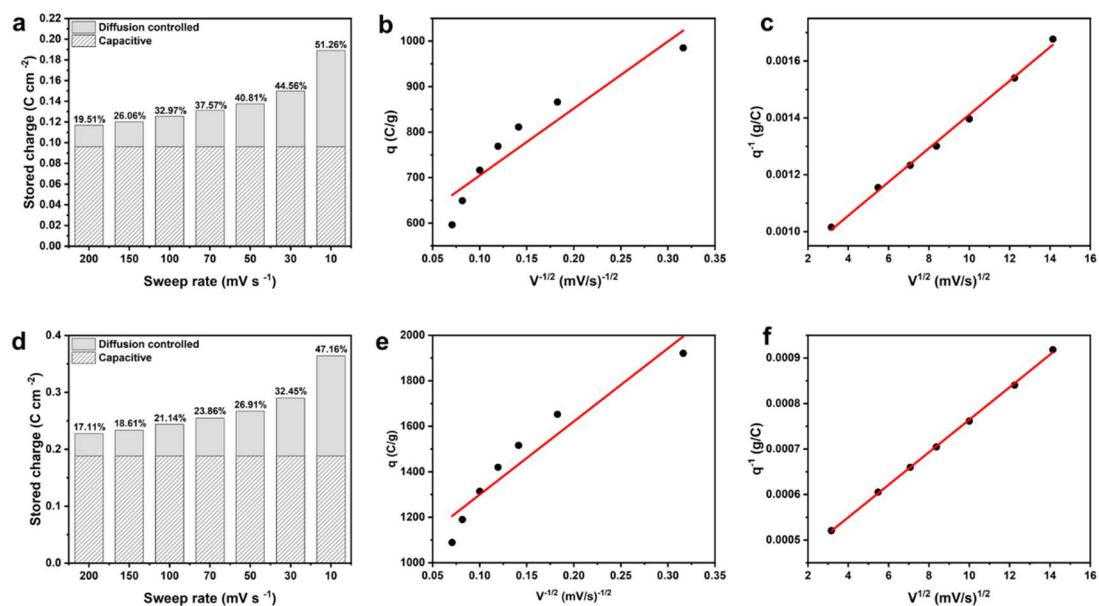 a
Diffusion controlled
Capacitive
Stored charge (C cm⁻²)
0.22
0.20
0.18
0.16
0.14
0.12
0.10
0.08
0.06
0.04
0.02
0.00
19.51%
26.06%
32.97%
37.57%
40.81%
44.56%
51.26%
200 150 100 70 50 30 10
Sweep rate (mV s ⁻¹)
b
q (C/g)
1000
900
800
700
600
0.05 0.10 0.15 0.20 0.25 0.30 0.35
V⁻¹/² (mV/s)⁻¹/²
c
q⁻¹ (g/C)
0.0016
0.0014
0.0012
0.0010
2 4 6 8 10 12 14 16
V¹/² (mV/s)¹/²
d
Diffusion controlled
Capacitive
Stored charge (C cm⁻²)
0.4
0.3
0.2
0.1
0.0
17.11%
18.61%
21.14%
23.86%
26.91%
32.45%
47.16%
200 150 100 70 50 30 10
Sweep rate (mV s ⁻¹)
e
q (C/g)
2000
1800
1600
1400
1200
1000
0.05 0.10 0.15 0.20 0.25 0.30 0.35
V⁻¹/² (mV/s)⁻¹/²
f
q⁻¹ (g/C)
0.0009
0.0008
0.0007
0.0006
0.0005
2 4 6 8 10 12 14 16
V¹/² (mV/s)¹/²